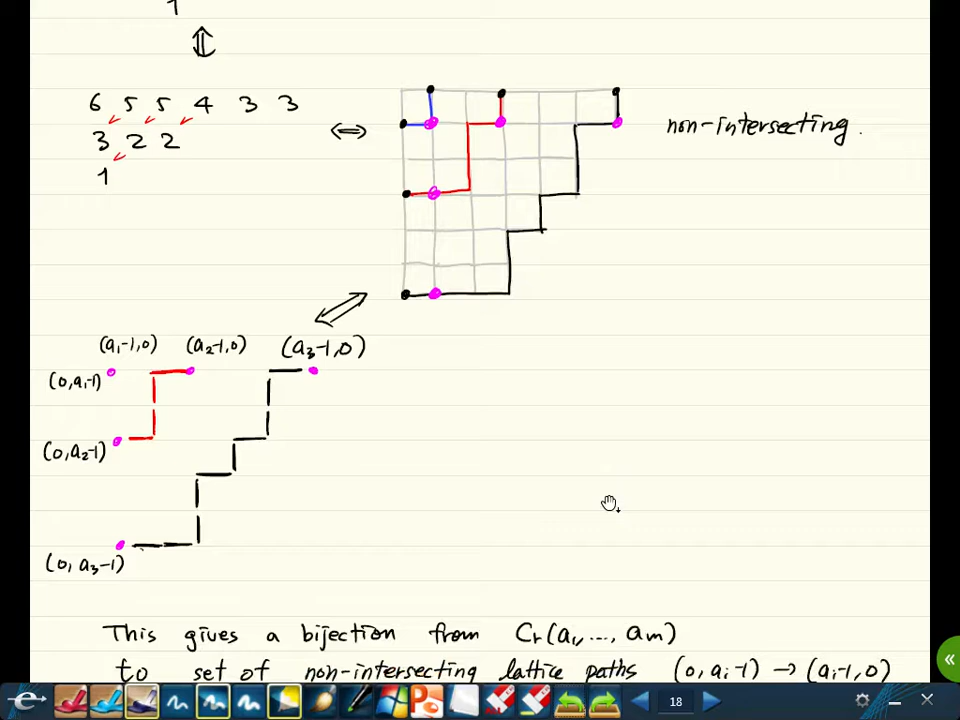 1
⇕
6 5 5 4 3 3
3 2 2
1
⇔
non-intersecting.
(a₁-1,0) (a₂-1,0) (a₃-1,0)
(0,a₁-1)
(0,a₂-1)
(0,a₃-1)
This gives a bijection from Cr(a₁,..., am)
to set of non-intersecting lattice paths (0,aᵢ-1) → (aᵢ-1,0)
18